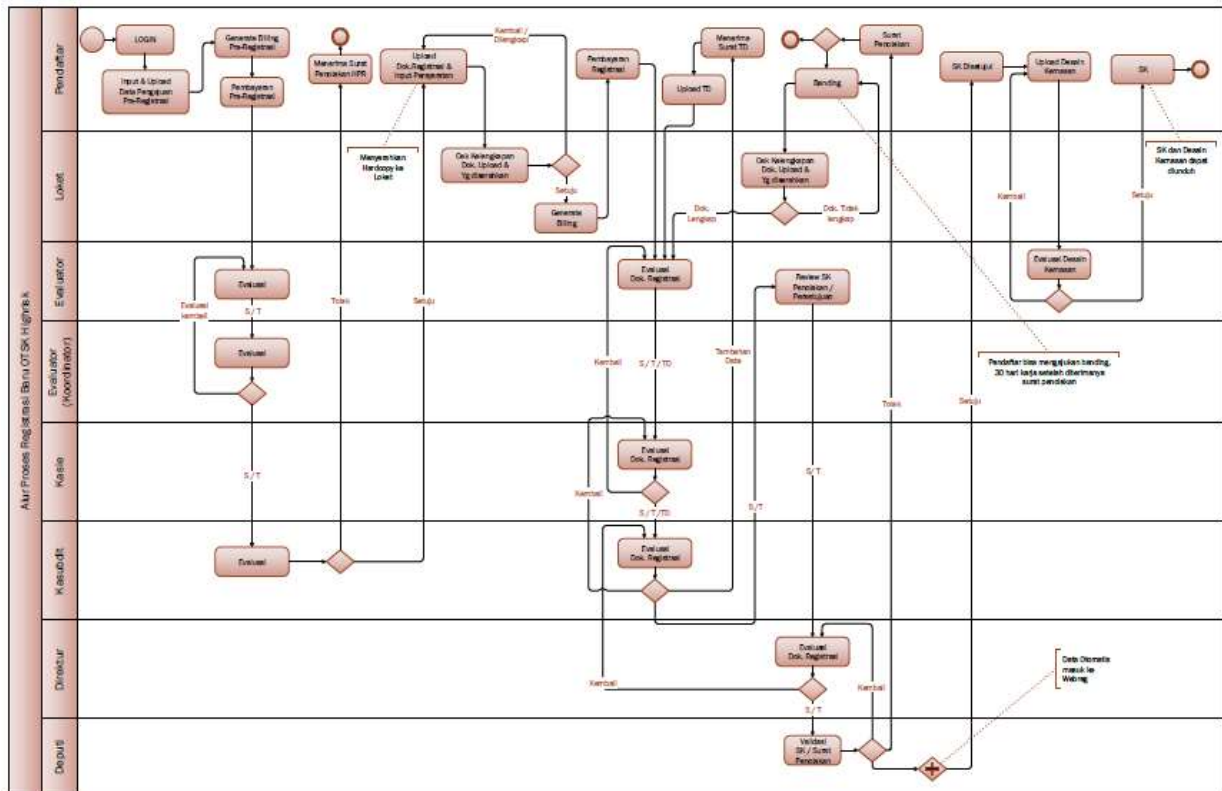 Alur Proses Registrasi Baru OTSK Highrisk
Pendaftar
LOGIN
Input & Upload
Data Pengajuan
Pra-Registrasi
Generate Billing
Pra-Registrasi
Pembayaran
Pra-Registrasi
Menerima Surat
Penolakan HPR
Upload
Dok.Registrasi &
Input Persyaratan
Kembali /
Dilengkapi
Pembayaran
Registrasi
Menerima
Surat TD
Upload TD
Surat
Penolakan
Banding
SK Disetujui
Upload Desain
Kemasan
SK
Loket
Menyerahkan
Hardcopy ke
Loket
Cek Kelengkapan
Dok. Upload &
Yg diserahkan
Setuju
Generate
Billing
Cek Kelengkapan
Dok. Upload &
Yg diserahkan
Dok.
Lengkap
Dok. Tidak
lengkap
Kembali
Setuju
SK dan Desain
Kemasan dapat
diunduh
Evaluator
Evaluasi
Evaluasi
kembali
S / T
Tolak
Setuju
Evaluasi
Dok. Registrasi
Review SK
Penolakan /
Persetujuan
Evaluasi Desain
Kemasan
Evaluator
(Koordinator)
Evaluasi
Kembali
S / T / TD
Tambahan
Data
Pendaftar bisa mengajukan banding,
30 hari kerja setelah diterimanya
surat penolakan
Tolak
Setuju
Kasie
S / T
Evaluasi
Dok. Registrasi
Kembali
S / T / TD
S/T
S / T
Kasubdit
Evaluasi
Evaluasi
Dok. Registrasi
Direktur
Kembali
Evaluasi
Dok. Registrasi
S / T
Kembali
Data Otomatis
masuk ke
Webreg
Deputi
Validasi
SK / Surat
Penolakan